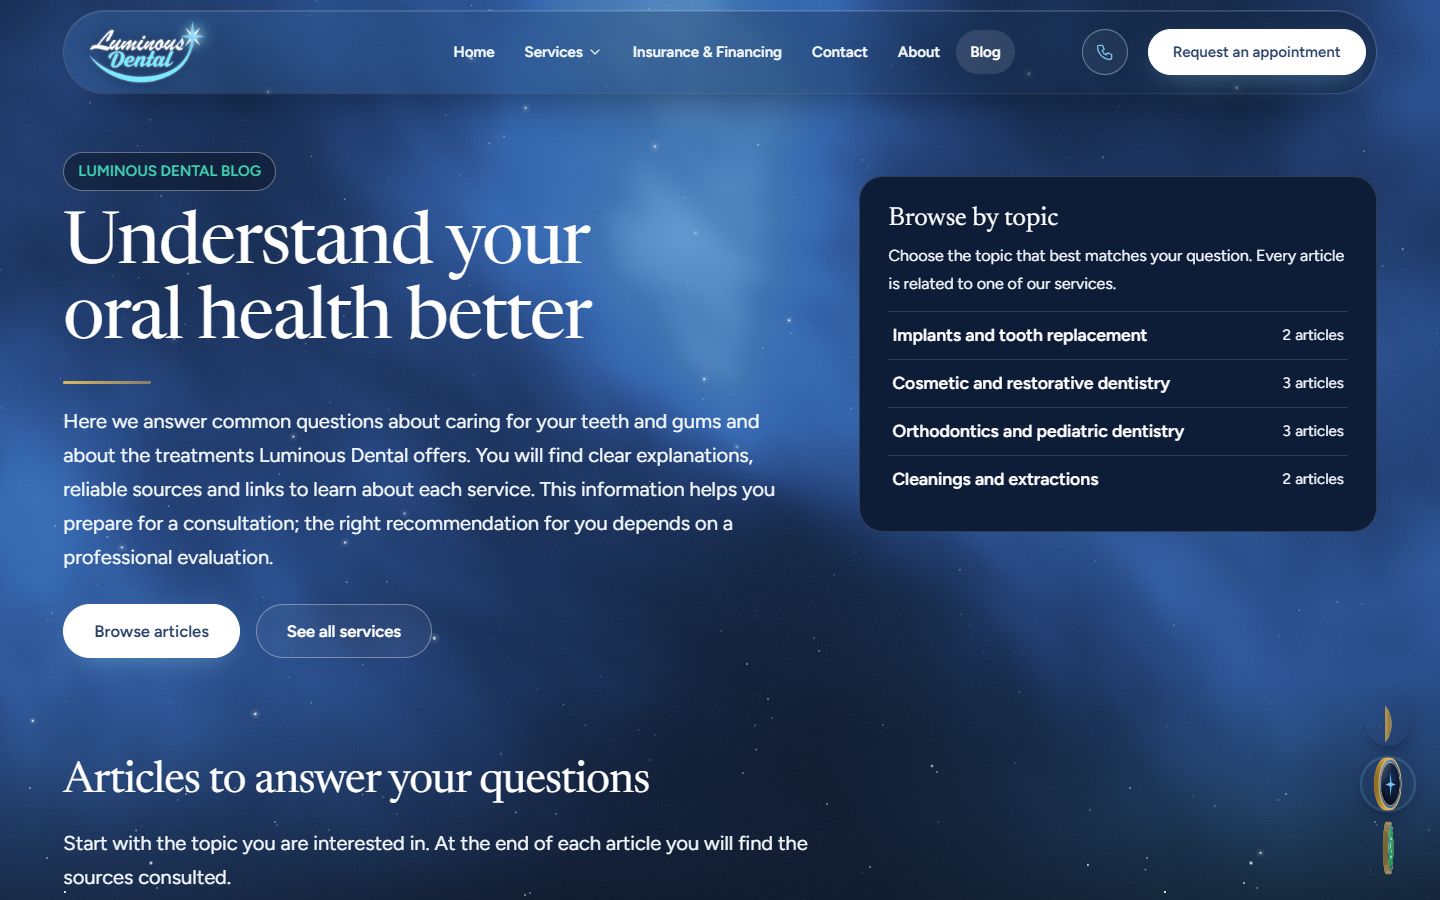 Luminous
Dental
Home
Services
Insurance & Financing
Contact
About
Blog
Request an appointment
LUMINOUS DENTAL BLOG
Understand your
oral health better
Here we answer common questions about caring for your teeth and gums and
about the treatments Luminous Dental offers. You will find clear explanations,
reliable sources and links to learn about each service. This information helps you
prepare for a consultation; the right recommendation for you depends on a
professional evaluation.
Browse articles
See all services
Browse by topic
Choose the topic that best matches your question. Every article
is related to one of our services.
Implants and tooth replacement 2 articles
Cosmetic and restorative dentistry 3 articles
Orthodontics and pediatric dentistry 3 articles
Cleanings and extractions 2 articles
Articles to answer your questions
Start with the topic you are interested in. At the end of each article you will find the
sources consulted.